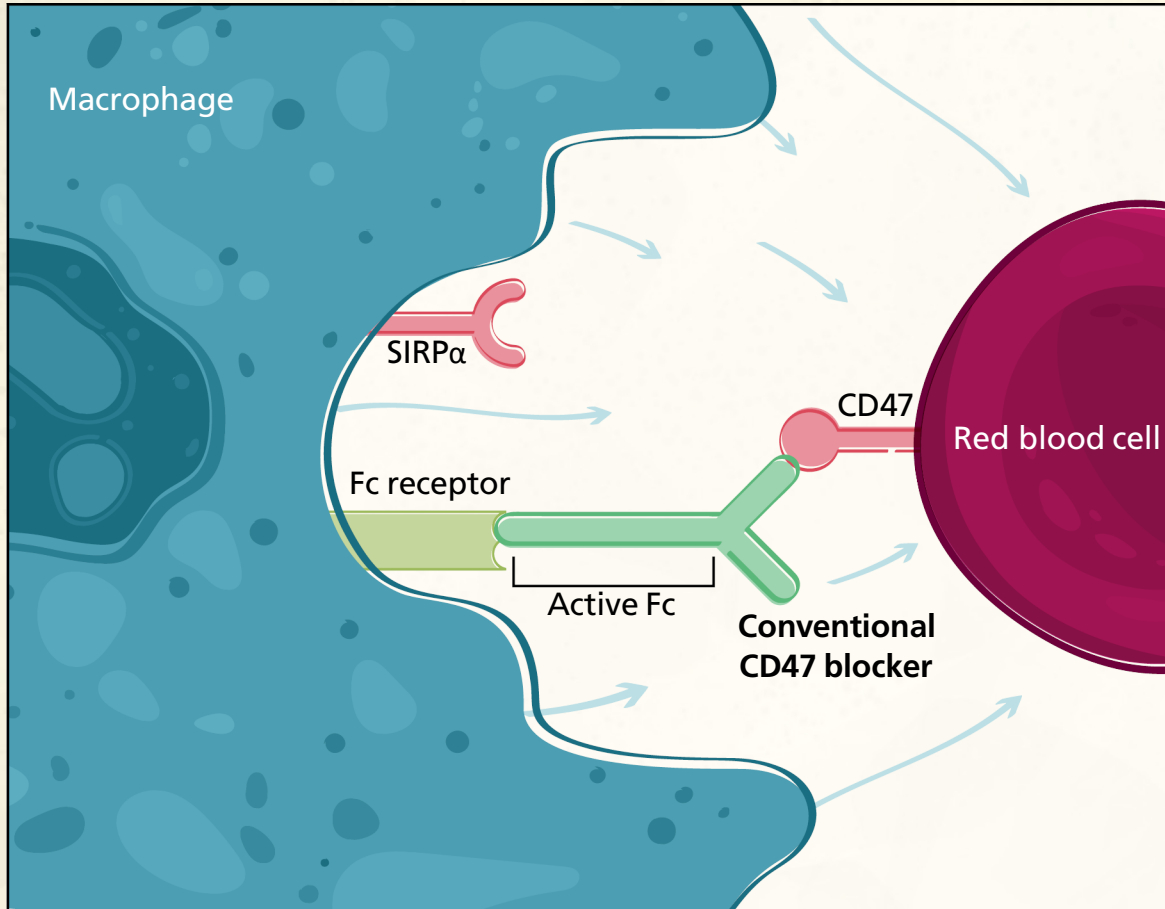 Macrophage
SIRPα
CD47
Red blood cell
Fc receptor
Active Fc
Conventional
CD47 blocker